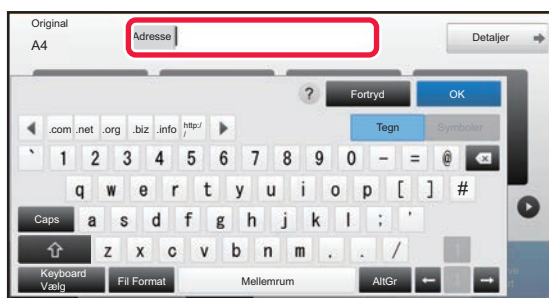 Original
A4
Adresse
Detaljer
?
Fortryd
OK
.com .net .org .biz .info http:/ /
Tegn
Symboler
` 1 2 3 4 5 6 7 8 9 0 - = @
q w e r t y u i o p [ ] #
Caps a s d f g h j k l ; '
z x c v b n m . . /
Keyboard
Vælg
Fil Format
Mellemrum
AltGr